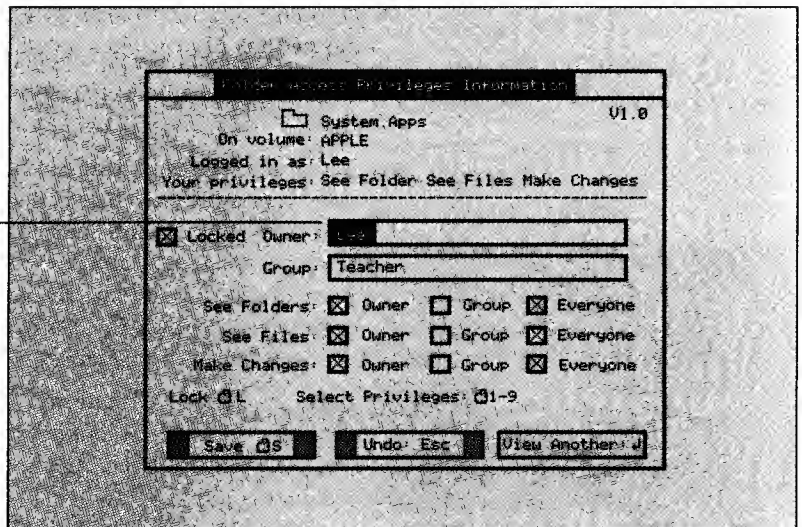 Folder Access Privileges Information
System.Apps V1.0
On volume: APPLE
Logged in as: Lee
Your privileges: See Folder See Files Make Changes
Locked Owner: Lee
Group: Teacher
See Folders: Owner Group Everyone
See Files: Owner Group Everyone
Make Changes: Owner Group Everyone
Lock L Select Privileges: 1-9
Save S Undo: Esc View Another: